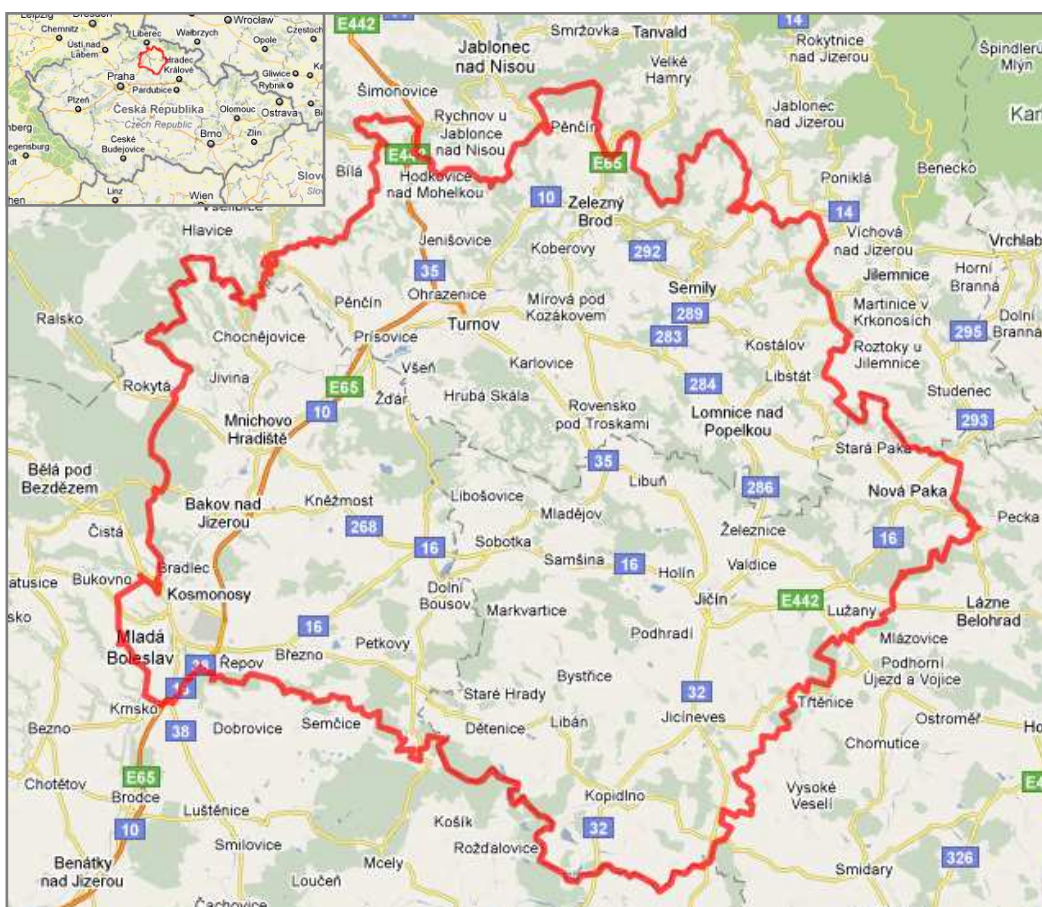 Leipzig
Dresden
Wrocław
Chemnitz
Liberec
Wałbrzych
Częstoch
Ústí nad
Labem
Opole
Hradec
Králové
Praha
Pardubice
Gliwice
Rybnik
Plzeň
Česká Republika
Czech Republic
Olomouc
Ostrava
Brno
Zlín
České
Budejovice
Linz
Wien
E442
14
Smržovka
Tanvald
Jablonec
nad Nisou
Rokytnice
nad Jizerou
Velké
Hamry
Šimonovice
Rychnov u
Jablonce
nad Nisou
Pěnčín
Jablonec
nad Jizerou
Bílá
Hodkovice
nad Mohelkou
E65
Benecko
Poniklá
10
Železný
Brod
14
Hlavice
Jenišovice
Koberovy
292
Víchová
nad Jizerou
Vrchlab
35
Semily
Jilemnice
Horní
Branná
Pěnčín
Ohrazenice
Mírová pod
Kozákovem
289
Martinice v
Krkonoších
Ralsko
Chocnějovice
Turnov
283
295
Dolní
Branná
Příšovice
Kostálov
Roztoky u
Jilemnice
Všeň
Karlovice
Rokytá
Jivina
E65
Žďár
Hrubá Skála
284
Libštát
Studenec
10
Rovensko
pod Troskami
Lomnice nad
Popelkou
293
Mnichovo
Hradiště
Stará Paka
Bělá pod
Bezdězem
35
Libuň
286
Nová Paka
Bakov nad
Jizerou
Kněžmost
Libošovice
Pecka
Čistá
268
Mladějov
Železnice
16
16
Sobotka
Samšina
16
Holín
Valdice
Bukovno
Bradlec
Kosmonosy
Dolní
Bousov
Markvartice
Jičín
E442
Lužany
Lázne
Belohrad
16
Mladá
Boleslav
Petkovy
Podhradí
Mlázovice
Řepov
Březno
Bystřice
Podhorní
Újezd a Vojice
Staré Hrady
32
Třtěnice
Krnsko
Jicíneves
Ostroměř
Bezno
38
Dobrovice
Semčice
Dětenice
Libáň
Chomutice
E65
Chotětov
Brodce
Kopidlno
Vysoké
Veselí
10
Luštěnice
Košík
32
Smilovice
Rožďalovice
Benátky
nad Jizerou
Mcely
Smidary
326
Loučeň
Čachovice